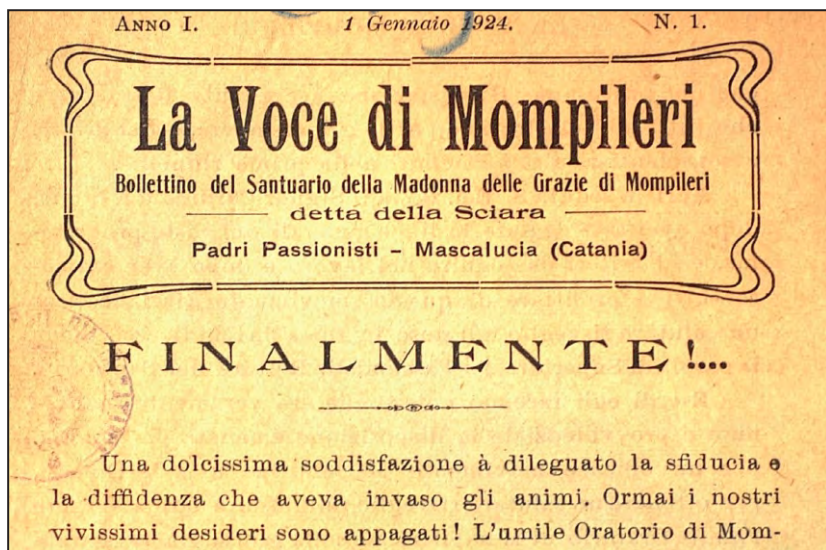 ANNO I. 1 Gennaio 1924. N. 1.
La Voce di Mompileri
Bollettino del Santuario della Madonna delle Grazie di Mompileri
detta della Sciara
Padri Passionisti – Mascalucia (Catania)
FINALMENTE!...
Una dolcissima soddisfazione à dileguato la sfiducia e
la diffidenza che aveva invaso gli animi. Ormai i nostri
vivissimi desideri sono appagati! L'umile Oratorio di Mom-